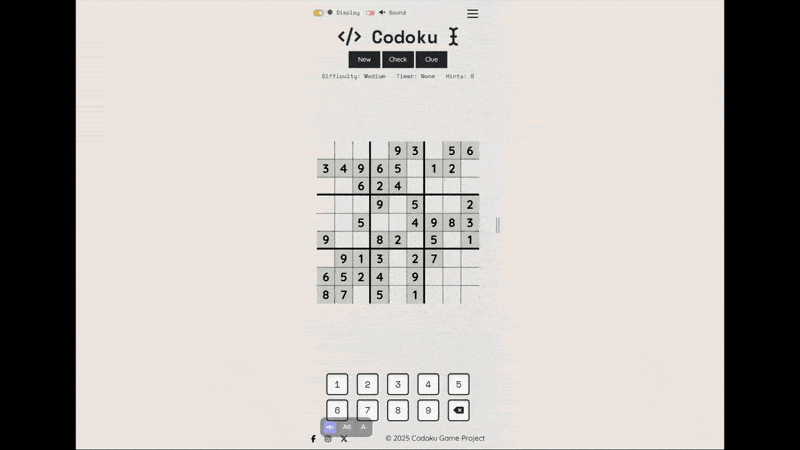 Display Sound
</> Codoku
New Check Clue
Difficulty: Medium Timer: None Hints: 0
9 3 5 6
3 4 9 6 5 1 2
6 2 4
9 5 2
5 4 9 8 3
9 8 2 5 1
9 1 3 2 7
6 5 2 4 9
8 7 5 1
1 2 3 4 5
6 7 8 9
© 2025 Codoku Game Project